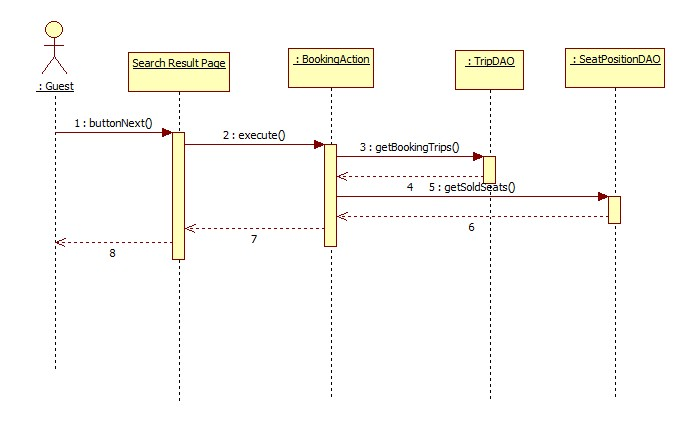 : Guest
Search Result Page
: BookingAction
: TripDAO
: SeatPositionDAO
1 : buttonNext()
2 : execute()
3 : getBookingTrips()
4
5 : getSoldSeats()
6
7
8